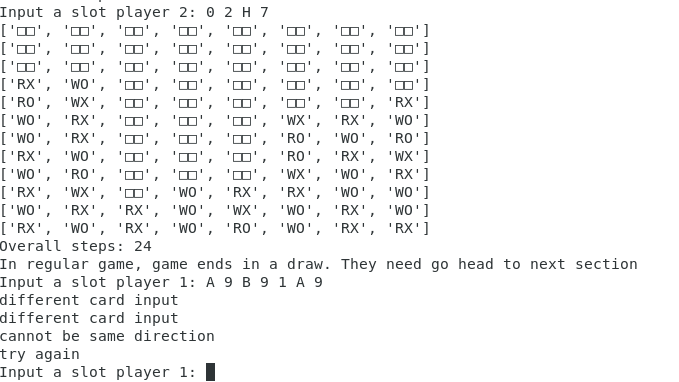 Input a slot player 2: 0 2 H 7
['□□', '□□', '□□', '□□', '□□', '□□', '□□', '□□']
['□□', '□□', '□□', '□□', '□□', '□□', '□□', '□□']
['□□', '□□', '□□', '□□', '□□', '□□', '□□', '□□']
['RX', 'WO', '□□', '□□', '□□', '□□', '□□', '□□']
['RO', 'WX', '□□', '□□', '□□', '□□', '□□', 'RX']
['WO', 'RX', '□□', '□□', '□□', 'WX', 'RX', 'WO']
['WO', 'RX', '□□', '□□', '□□', 'RO', 'WO', 'RO']
['RX', 'WO', '□□', '□□', '□□', 'RO', 'RX', 'WX']
['WO', 'RO', '□□', '□□', '□□', 'WX', 'WO', 'RX']
['RX', 'WX', '□□', 'WO', 'RX', 'RX', 'WO', 'WO']
['WO', 'RX', 'RX', 'WO', 'WX', 'WO', 'RX', 'WO']
['RX', 'WO', 'RX', 'WO', 'RO', 'WO', 'RX', 'RX']
Overall steps: 24
In regular game, game ends in a draw. They need go head to next section
Input a slot player 1: A 9 B 9 1 A 9
different card input
different card input
cannot be same direction
try again
Input a slot player 1: